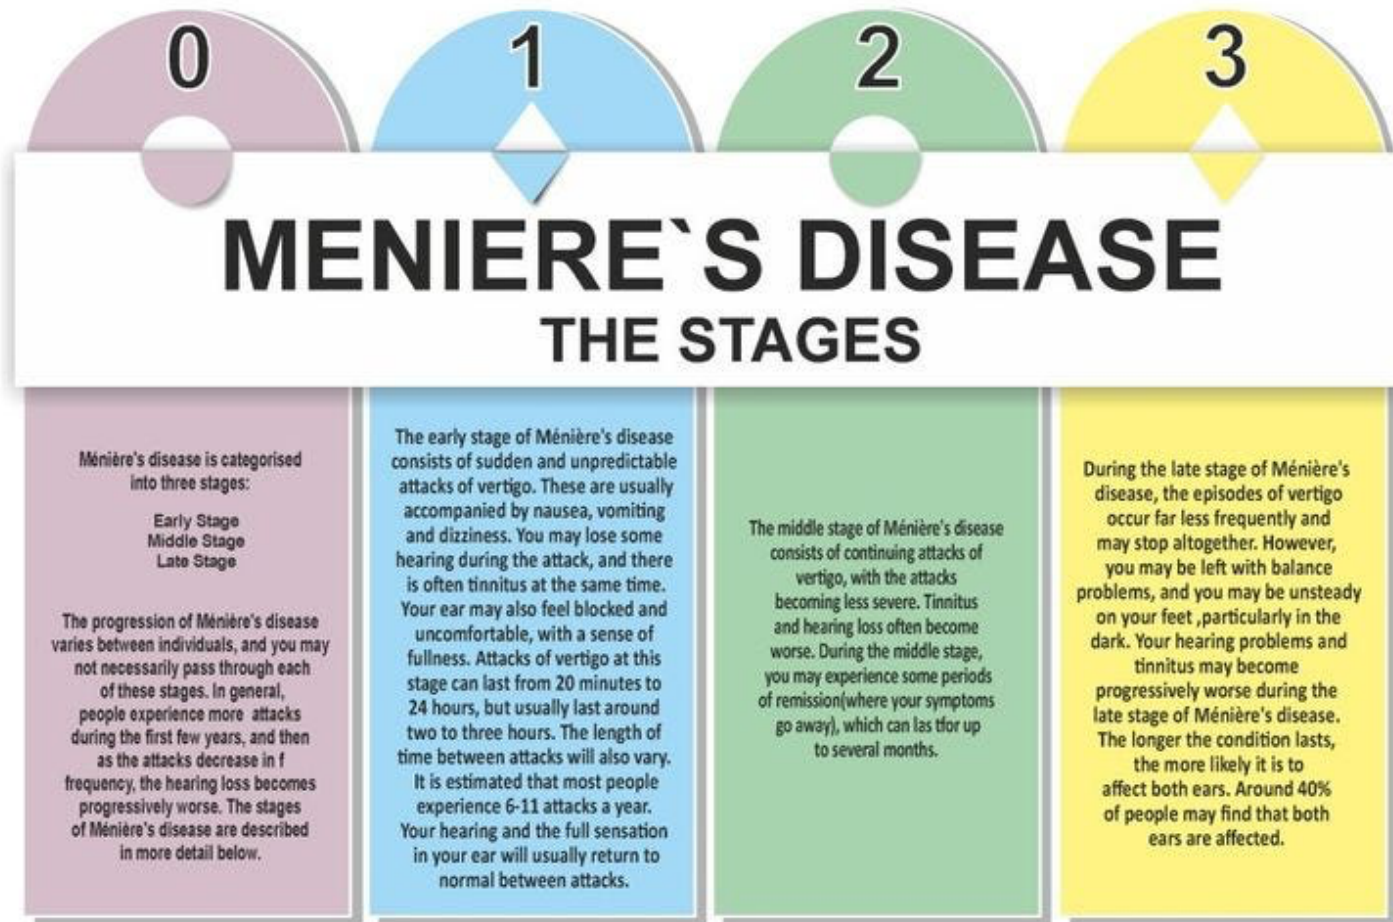 0
1
2
3
MENIERE`S DISEASE
THE STAGES
Ménière's disease is categorised
into three stages:
Early Stage
Middle Stage
Late Stage
The progression of Ménière's disease
varies between individuals, and you may
not necessarily pass through each
of these stages. In general,
people experience more attacks
during the first few years, and then
as the attacks decrease in f
frequency, the hearing loss becomes
progressively worse. The stages
of Ménière's disease are described
in more detail below.
The early stage of Ménière's disease
consists of sudden and unpredictable
attacks of vertigo. These are usually
accompanied by nausea, vomiting
and dizziness. You may lose some
hearing during the attack, and there
is often tinnitus at the same time.
Your ear may also feel blocked and
uncomfortable, with a sense of
fullness. Attacks of vertigo at this
stage can last from 20 minutes to
24 hours, but usually last around
two to three hours. The length of
time between attacks will also vary.
It is estimated that most people
experience 6-11 attacks a year.
Your hearing and the full sensation
in your ear will usually return to
normal between attacks.
The middle stage of Ménière's disease
consists of continuing attacks of
vertigo, with the attacks
becoming less severe. Tinnitus
and hearing loss often become
worse. During the middle stage,
you may experience some periods
of remission(where your symptoms
go away), which can las tfor up
to several months.
During the late stage of Ménière's
disease, the episodes of vertigo
occur far less frequently and
may stop altogether. However,
you may be left with balance
problems, and you may be unsteady
on your feet ,particularly in the
dark. Your hearing problems and
tinnitus may become
progressively worse during the
late stage of Ménière's disease.
The longer the condition lasts,
the more likely it is to
affect both ears. Around 40%
of people may find that both
ears are affected.